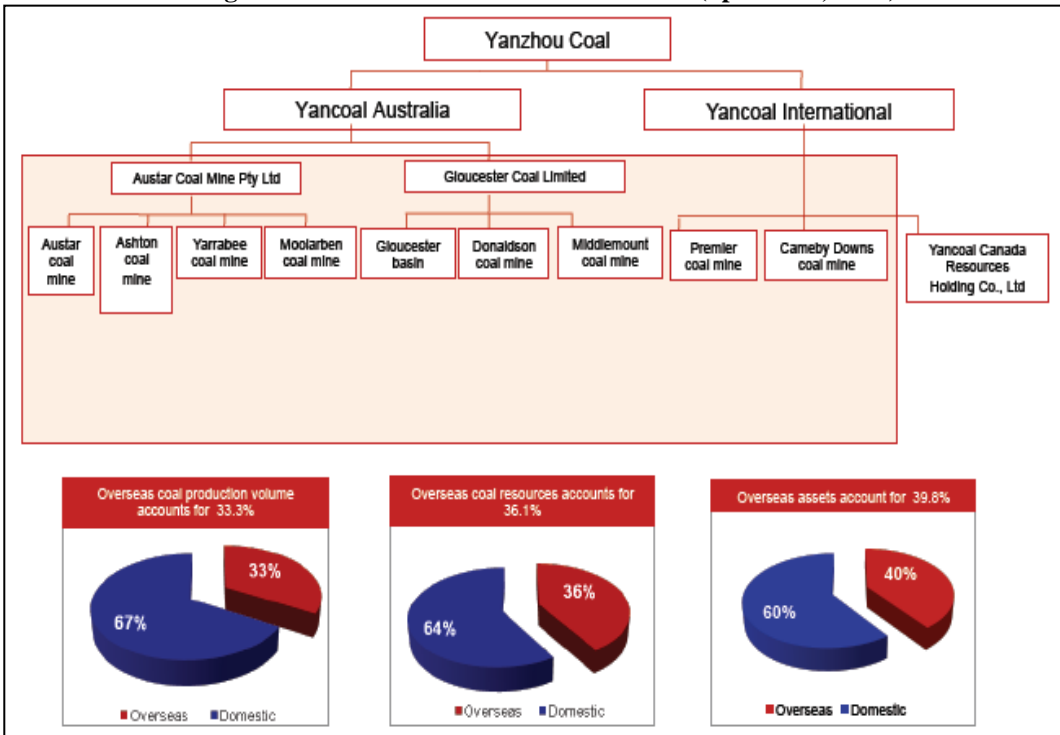 Yanzhou Coal
Yancoal Australia
Yancoal International
Austar Coal Mine Pty Ltd
Gloucester Coal Limited
Austar
coal
mine
Ashton
coal
mine
Yarrabee
coal mine
Moolarben
coal mine
Gloucester
basin
Donaldson
coal mine
Middlemount
coal mine
Premier
coal mine
Cameby Downs
coal mine
Yancoal Canada
Resources
Holding Co., Ltd
Overseas coal production volume
accounts for 33.3%
33%
67%
Overseas Domestic
Overseas coal resources accounts for
36.1%
36%
64%
Overseas Domestic
Overseas assets account for 39.8%
40%
60%
Overseas Domestic